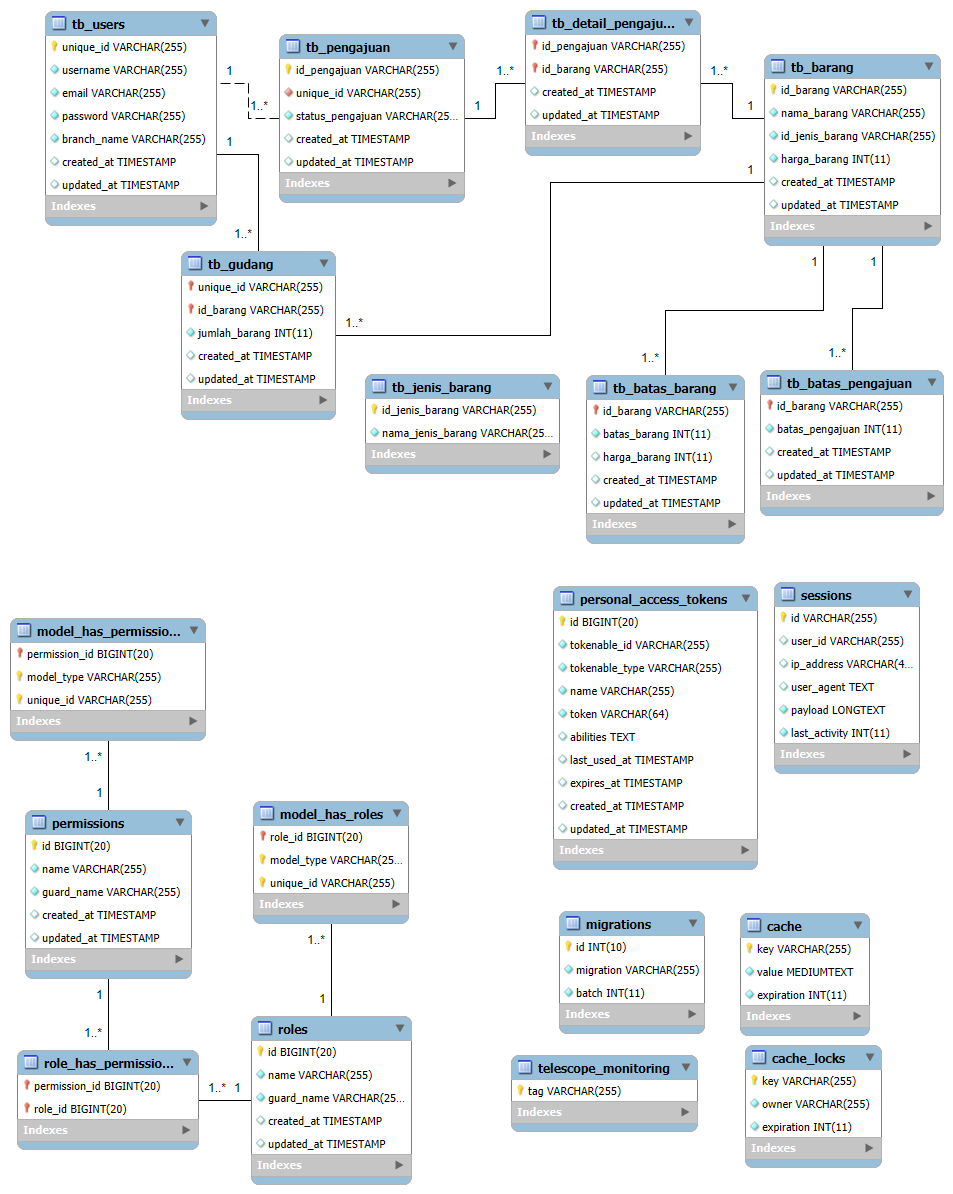 tb_users
unique_id VARCHAR(255)
username VARCHAR(255)
email VARCHAR(255)
password VARCHAR(255)
branch_name VARCHAR(255)
created_at TIMESTAMP
updated_at TIMESTAMP
Indexes
1
1..*
1
1..*
tb_pengajuan
id_pengajuan VARCHAR(255)
unique_id VARCHAR(255)
status_pengajuan VARCHAR(25...
created_at TIMESTAMP
updated_at TIMESTAMP
Indexes
1..*
1
tb_detail_pengaju...
id_pengajuan VARCHAR(255)
id_barang VARCHAR(255)
created_at TIMESTAMP
updated_at TIMESTAMP
Indexes
1..*
1
tb_barang
id_barang VARCHAR(255)
nama_barang VARCHAR(255)
id_jenis_barang VARCHAR(255)
harga_barang INT(11)
created_at TIMESTAMP
updated_at TIMESTAMP
Indexes
1
1
1
tb_gudang
unique_id VARCHAR(255)
id_barang VARCHAR(255)
jumlah_barang INT(11)
created_at TIMESTAMP
updated_at TIMESTAMP
Indexes
1..*
tb_jenis_barang
id_jenis_barang VARCHAR(255)
nama_jenis_barang VARCHAR(25...
Indexes
1..*
tb_batas_barang
id_barang VARCHAR(255)
batas_barang INT(11)
harga_barang INT(11)
created_at TIMESTAMP
updated_at TIMESTAMP
Indexes
1..*
tb_batas_pengajuan
id_barang VARCHAR(255)
batas_pengajuan INT(11)
created_at TIMESTAMP
updated_at TIMESTAMP
Indexes
model_has_permissio...
permission_id BIGINT(20)
model_type VARCHAR(255)
unique_id VARCHAR(255)
Indexes
1..*
1
permissions
id BIGINT(20)
name VARCHAR(255)
guard_name VARCHAR(255)
created_at TIMESTAMP
updated_at TIMESTAMP
Indexes
1
1..*
role_has_permissio...
permission_id BIGINT(20)
role_id BIGINT(20)
Indexes
1..*
1
model_has_roles
role_id BIGINT(20)
model_type VARCHAR(25...
unique_id VARCHAR(255)
Indexes
1..*
1
roles
id BIGINT(20)
name VARCHAR(255)
guard_name VARCHAR(25...
created_at TIMESTAMP
updated_at TIMESTAMP
Indexes
personal_access_tokens
id BIGINT(20)
tokenable_id VARCHAR(255)
tokenable_type VARCHAR(255)
name VARCHAR(255)
token VARCHAR(64)
abilities TEXT
last_used_at TIMESTAMP
expires_at TIMESTAMP
created_at TIMESTAMP
updated_at TIMESTAMP
Indexes
sessions
id VARCHAR(255)
user_id VARCHAR(255)
ip_address VARCHAR(4...
user_agent TEXT
payload LONGTEXT
last_activity INT(11)
Indexes
migrations
id INT(10)
migration VARCHAR(255)
batch INT(11)
Indexes
cache
key VARCHAR(255)
value MEDIUMTEXT
expiration INT(11)
Indexes
telescope_monitoring
tag VARCHAR(255)
Indexes
cache_locks
key VARCHAR(255)
owner VARCHAR(255)
expiration INT(11)
Indexes